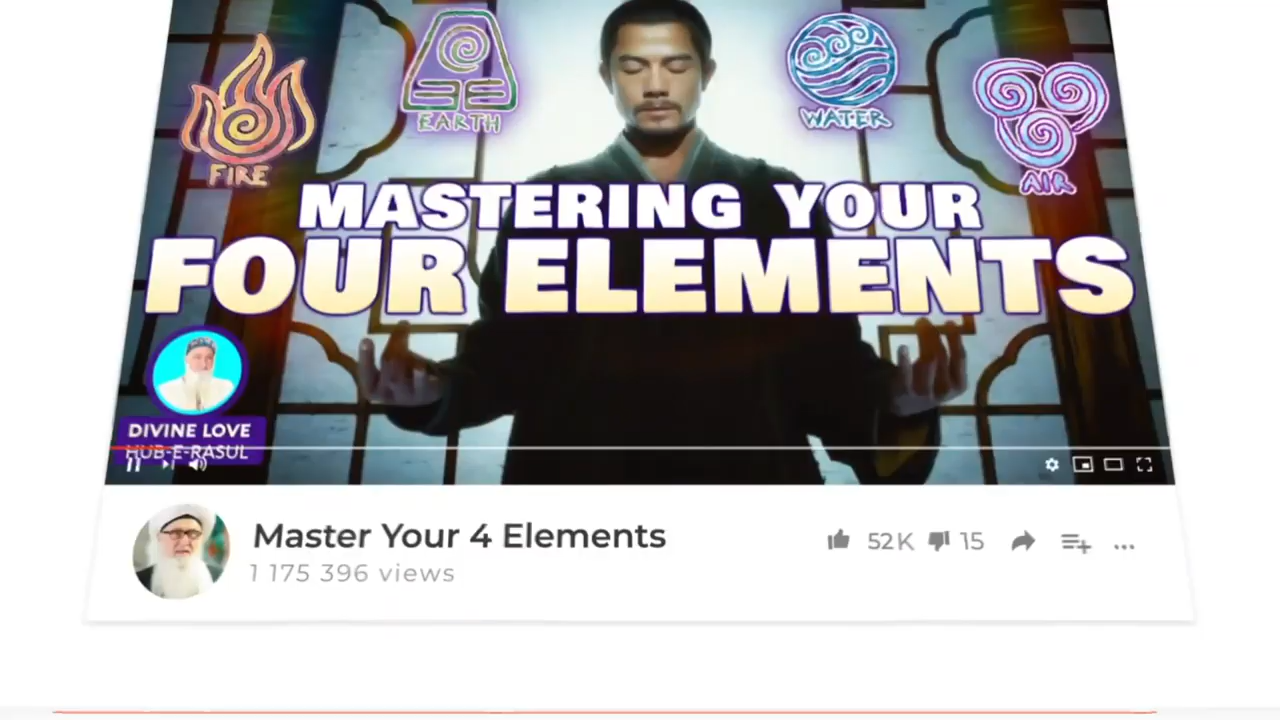 FIRE
EARTH
WATER
AIR
MASTERING YOUR
FOUR ELEMENTS
DIVINE LOVE
HUB-E-RASUL
Master Your 4 Elements
52K
15
1 175 396 views